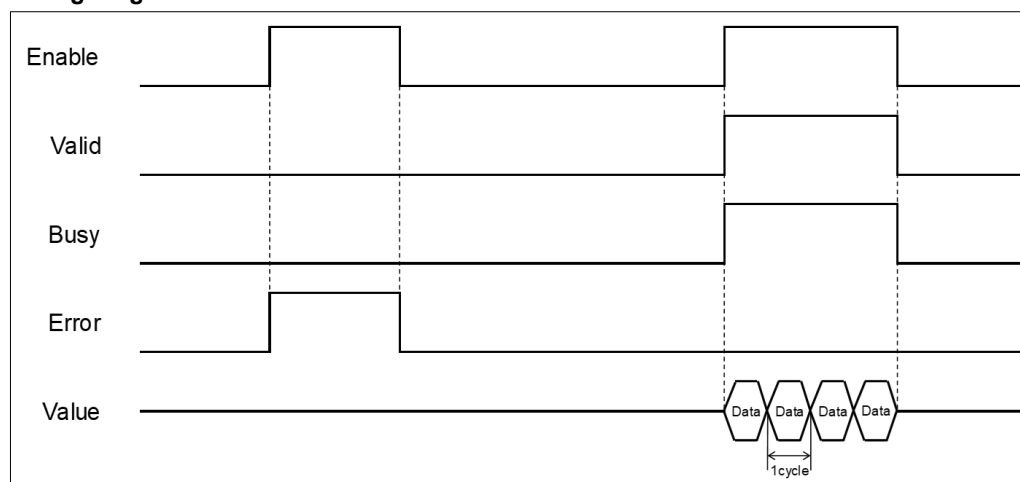 Enable
Valid
Busy
Error
Value
Data Data Data Data
1cycle